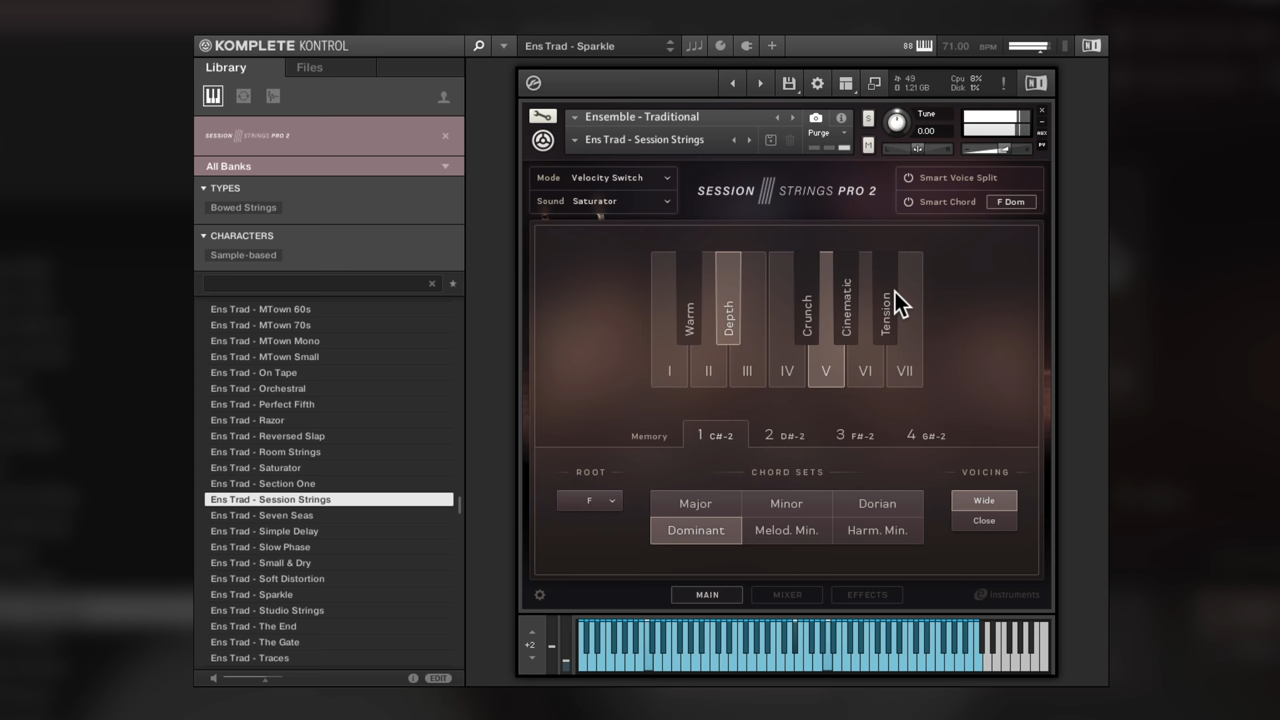 KOMPLETE KONTROL
Ens Trad - Sparkle
88
71.00 BPM
Library
Files
SESSION STRINGS PRO 2
All Banks
TYPES
Bowed Strings
CHARACTERS
Sample-based
Ens Trad - MTown 60s
Ens Trad - MTown 70s
Ens Trad - MTown Mono
Ens Trad - MTown Small
Ens Trad - On Tape
Ens Trad - Orchestral
Ens Trad - Perfect Fifth
Ens Trad - Razor
Ens Trad - Reversed Slap
Ens Trad - Room Strings
Ens Trad - Saturator
Ens Trad - Section One
Ens Trad - Session Strings
Ens Trad - Seven Seas
Ens Trad - Simple Delay
Ens Trad - Slow Phase
Ens Trad - Small & Dry
Ens Trad - Soft Distortion
Ens Trad - Sparkle
Ens Trad - Studio Strings
Ens Trad - The End
Ens Trad - The Gate
Ens Trad - Traces
EDIT
49
1.21 GB
Cpu 8%
Disk 1%
Ensemble - Traditional
Ens Trad - Session Strings
Purge
S
M
Tune
0.00
AUX
PV
Mode Velocity Switch
Sound Saturator
SESSION STRINGS PRO 2
Smart Voice Split
Smart Chord F Dom
Warm
Depth
Crunch
Cinematic
Tension
I II III IV V VI VII
Memory 1 C#-2 2 D#-2 3 F#-2 4 G#-2
ROOT
F
CHORD SETS
Major Minor Dorian
Dominant Melod. Min. Harm. Min.
VOICING
Wide
Close
MAIN MIXER EFFECTS
e instruments
+2